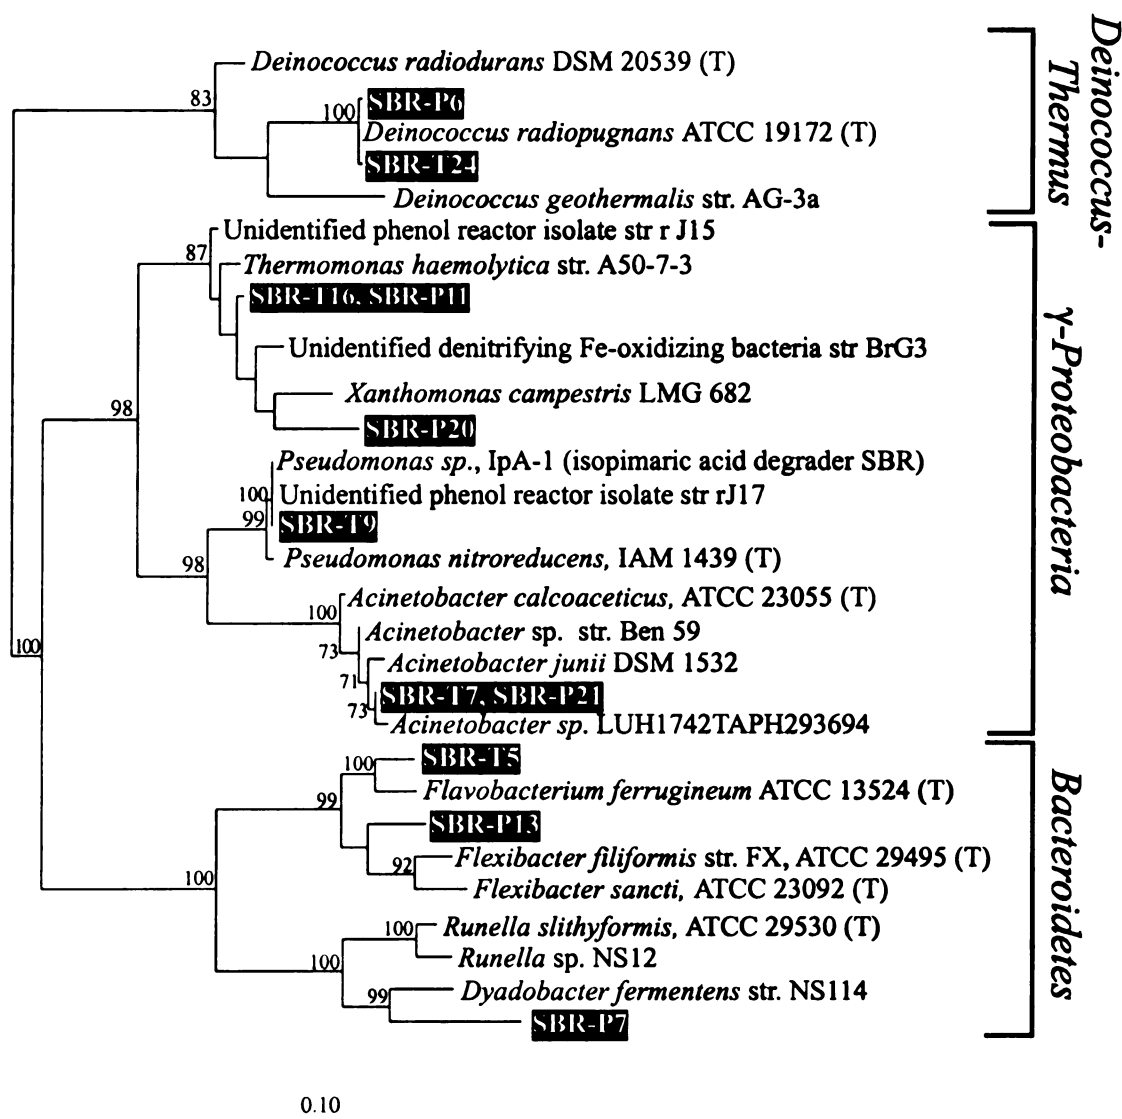 Deinococcus-
Thermus
Deinococcus radiodurans DSM 20539 (T)
83
SBR-P6
100
Deinococcus radiopugnans ATCC 19172 (T)
SBR-T24
Deinococcus geothermalis str. AG-3a
γ-Proteobacteria
Unidentified phenol reactor isolate str r J15
87
Thermomonas haemolytica str. A50-7-3
SBR-T16, SBR-P11
Unidentified denitrifying Fe-oxidizing bacteria str BrG3
Xanthomonas campestris LMG 682
98
SBR-P20
Pseudomonas sp., IpA-1 (isopimaric acid degrader SBR)
100
Unidentified phenol reactor isolate str rJ17
99
SBR-T9
Pseudomonas nitroreducens, IAM 1439 (T)
98
Acinetobacter calcoaceticus, ATCC 23055 (T)
100
Acinetobacter sp. str. Ben 59
73
Acinetobacter junii DSM 1532
71
SBR-T7, SBR-P21
73
Acinetobacter sp. LUH1742TAPH293694
100
Bacteroidetes
SBR-T5
100
Flavobacterium ferrugineum ATCC 13524 (T)
99
SBR-P13
Flexibacter filiformis str. FX, ATCC 29495 (T)
92
Flexibacter sancti, ATCC 23092 (T)
100
Runella slithyformis, ATCC 29530 (T)
100
Runella sp. NS12
100
Dyadobacter fermentens str. NS114
99
SBR-P7
0.10